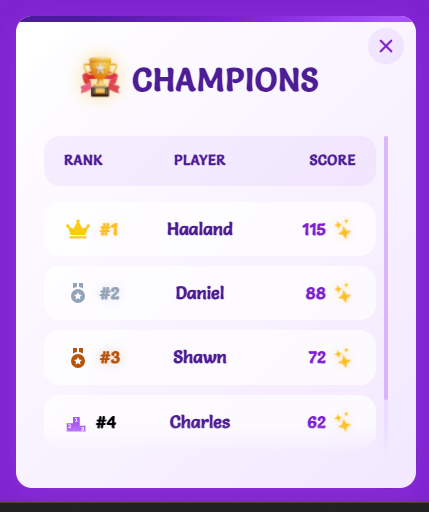 CHAMPIONS
RANK PLAYER SCORE
#1 Haaland 115
#2 Daniel 88
#3 Shawn 72
#4 Charles 62